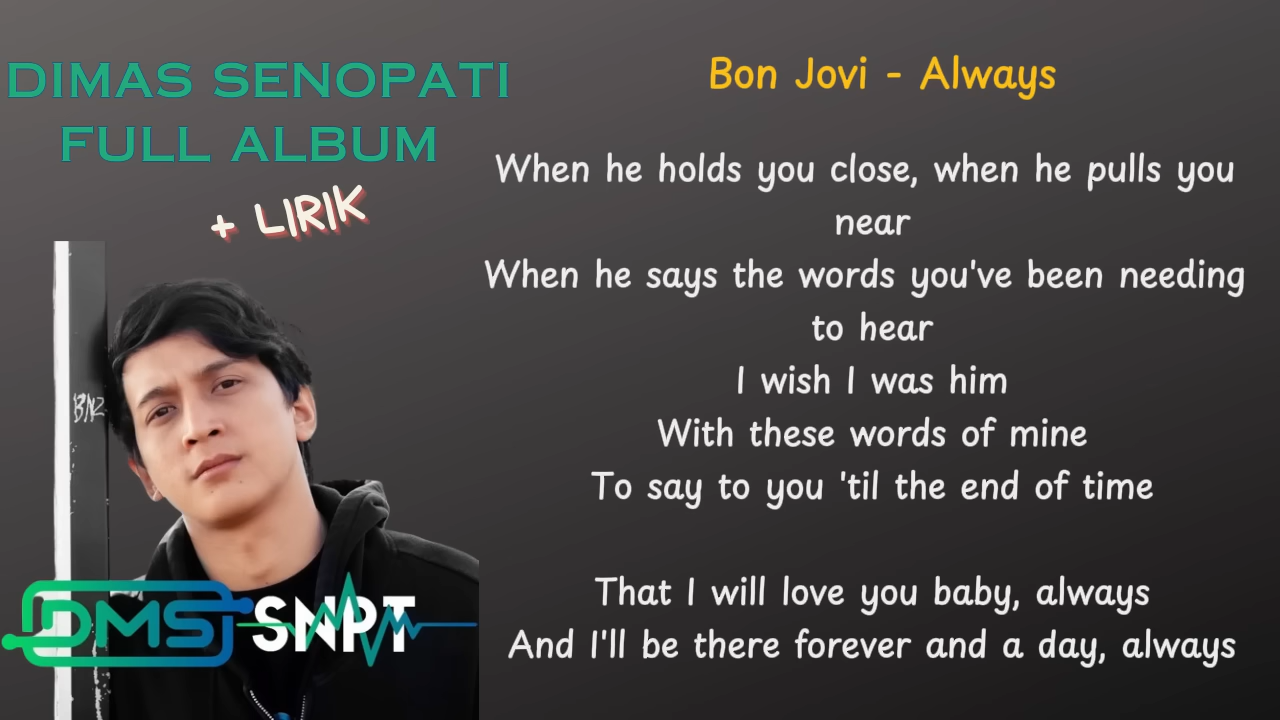 DIMAS SENOPATI
FULL ALBUM
+ LIRIK
BNZ
DMS SNPT
Bon Jovi - Always
When he holds you close, when he pulls you
near
When he says the words you've been needing
to hear
I wish I was him
With these words of mine
To say to you 'til the end of time
That I will love you baby, always
And I'll be there forever and a day, always